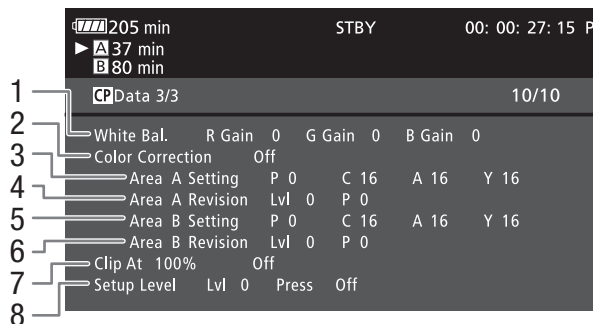 205 min STBY 00: 00: 27: 15 P
A 37 min
B 80 min
CP Data 3/3 10/10
1 White Bal. R Gain 0 G Gain 0 B Gain 0
2 Color Correction Off
3 Area A Setting P 0 C 16 A 16 Y 16
4 Area A Revision Lvl 0 P 0
5 Area B Setting P 0 C 16 A 16 Y 16
6 Area B Revision Lvl 0 P 0
7 Clip At 100% Off
8 Setup Level Lvl 0 Press Off